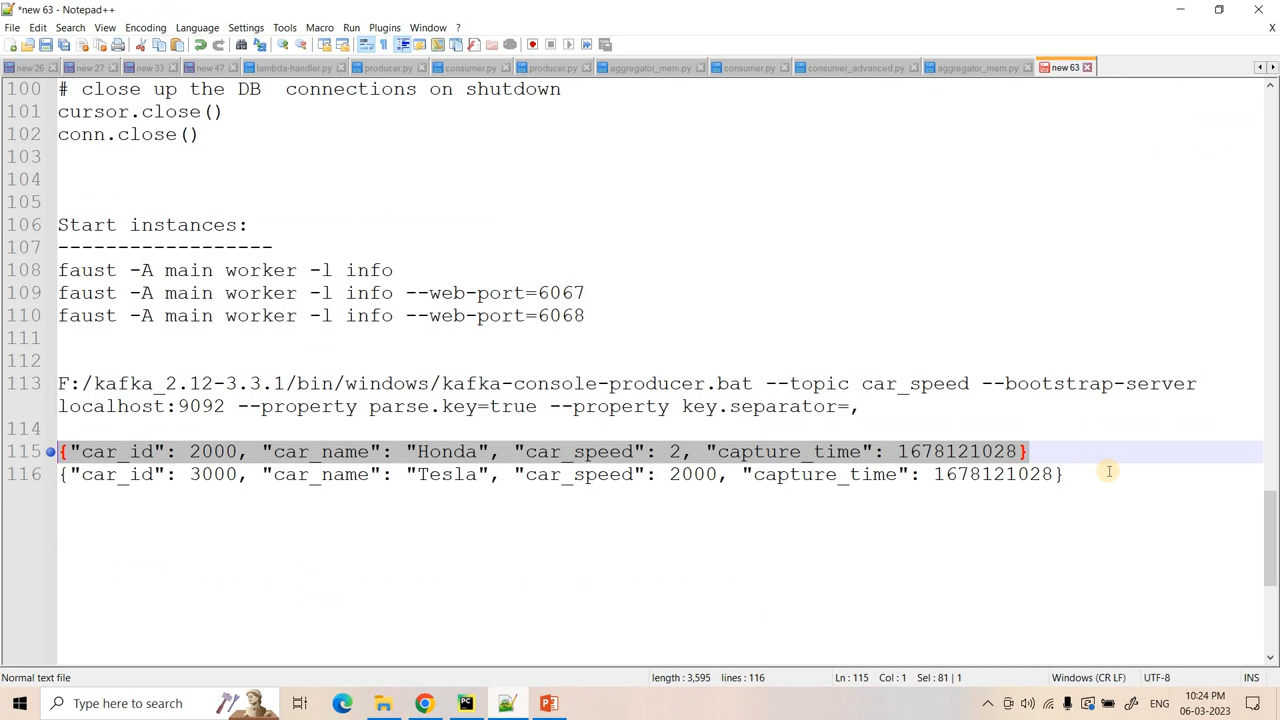 *new 63 - Notepad++
File Edit Search View Encoding Language Settings Tools Macro Run Plugins Window ?
X
new 26 new 27 new 33 new 47 lambda-handler.py producer.py consumer.py producer.py aggregator_mem.py consumer.py consumer_advanced.py aggregator_mem.py new 63
100 # close up the DB  connections on shutdown
101 cursor.close()
102 conn.close()
103
104
105
106 Start instances:
107 ------------------
108 faust -A main worker -l info
109 faust -A main worker -l info --web-port=6067
110 faust -A main worker -l info --web-port=6068
111
112
113 F:/kafka_2.12-3.3.1/bin/windows/kafka-console-producer.bat --topic car_speed --bootstrap-server
localhost:9092 --property parse.key=true --property key.separator=,
114
115 {"car_id": 2000, "car_name": "Honda", "car_speed": 2, "capture_time": 1678121028}
116 {"car_id": 3000, "car_name": "Tesla", "car_speed": 2000, "capture_time": 1678121028}
Normal text file length : 3,595 lines : 116 Ln : 115 Col : 1 Sel : 81 | 1 Windows (CR LF) UTF-8 INS
Type here to search
PC
ENG
10:24 PM
06-03-2023